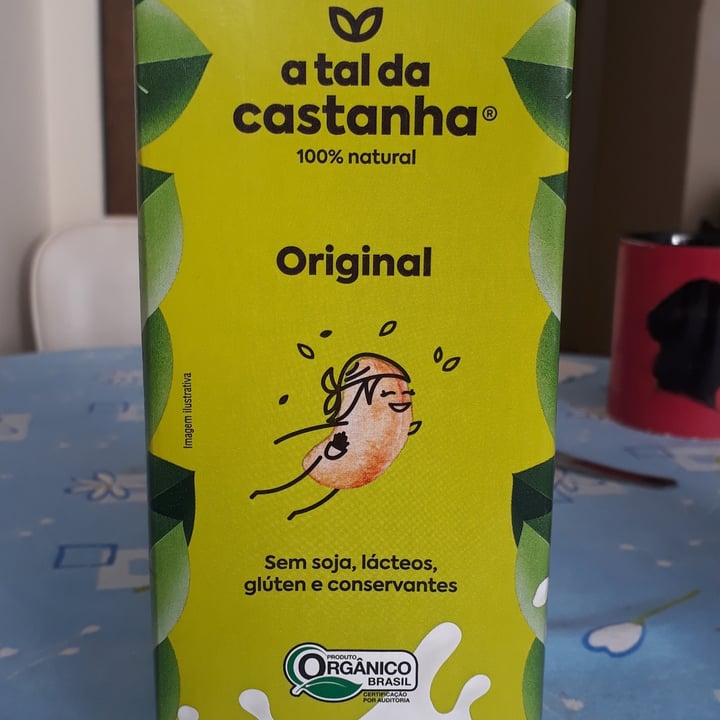 a tal da
castanha®
100% natural
Original
Imagem ilustrativa
Sem soja, lácteos,
glúten e conservantes
PRODUTO
ORGÂNICO
BRASIL
CERTIFICAÇÃO
POR AUDITORIA